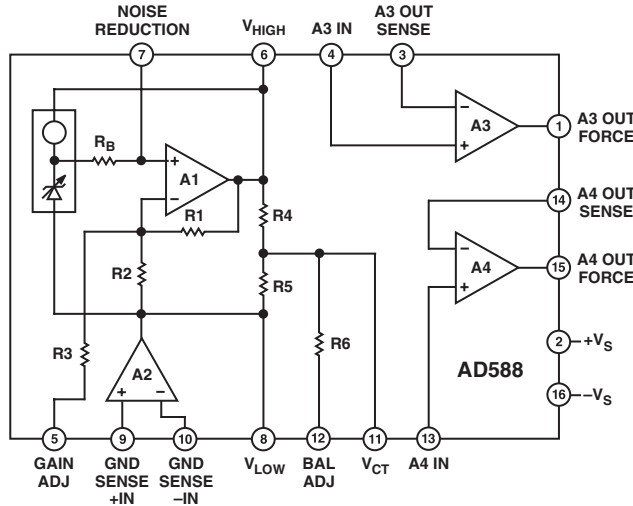 NOISE
REDUCTION
VHIGH
A3 IN
A3 OUT
SENSE
7
6
4
3
RB
A1
R1
R4
A3
1
A3 OUT
FORCE
14
A4 OUT
SENSE
R2
R5
A4
15
A4 OUT
FORCE
R3
R6
2
+VS
A2
AD588
16
–VS
5
9
10
8
12
11
13
GAIN
ADJ
GND
SENSE
+IN
GND
SENSE
–IN
VLOW
BAL
ADJ
VCT
A4 IN
+
–
–
+
–
+
+
–